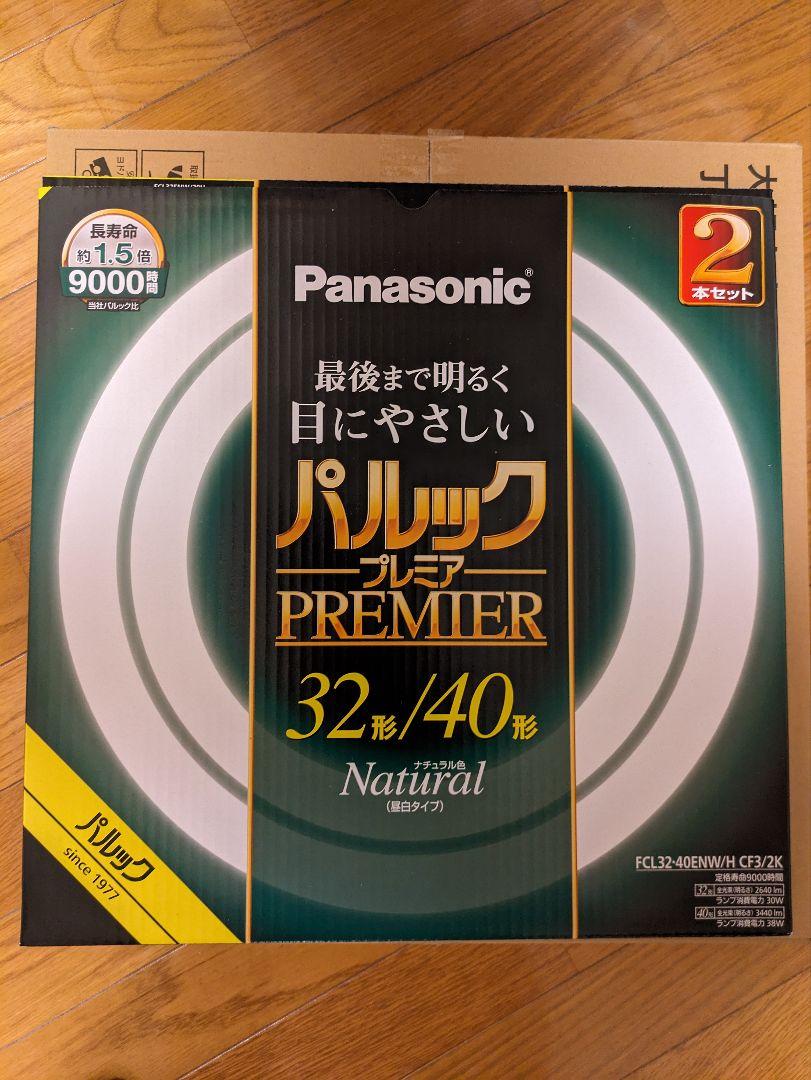 大
丁
FCL32ENW/28H
長寿命
約1.5倍
9000時間
当社パルック比
2
本セット
Panasonic®
最後まで明るく
目にやさしい
パルック
プレミア
PREMIER
32形/40形
ナチュラル色
Natural
(昼白タイプ)
パルック
since 1977
FCL32・40ENW/H CF3/2K
定格寿命9000時間
32形 全光束(明るさ) 2640 lm
ランプ消費電力 30W
40形 全光束(明るさ) 3440 lm
ランプ消費電力 38W